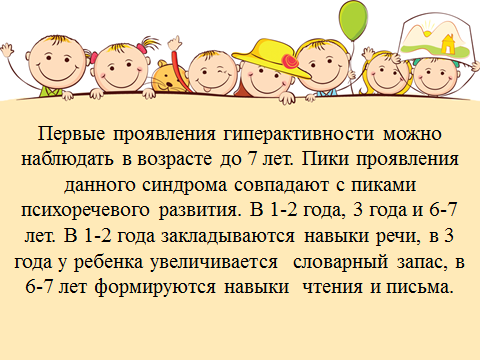 Первые проявления гиперактивности можно
наблюдать в возрасте до 7 лет. Пики проявления
данного синдрома совпадают с пиками
психоречевого развития. В 1-2 года, 3 года и 6-7
лет. В 1-2 года закладываются навыки речи, в 3
года у ребенка увеличивается словарный запас, в
6-7 лет формируются навыки чтения и письма.